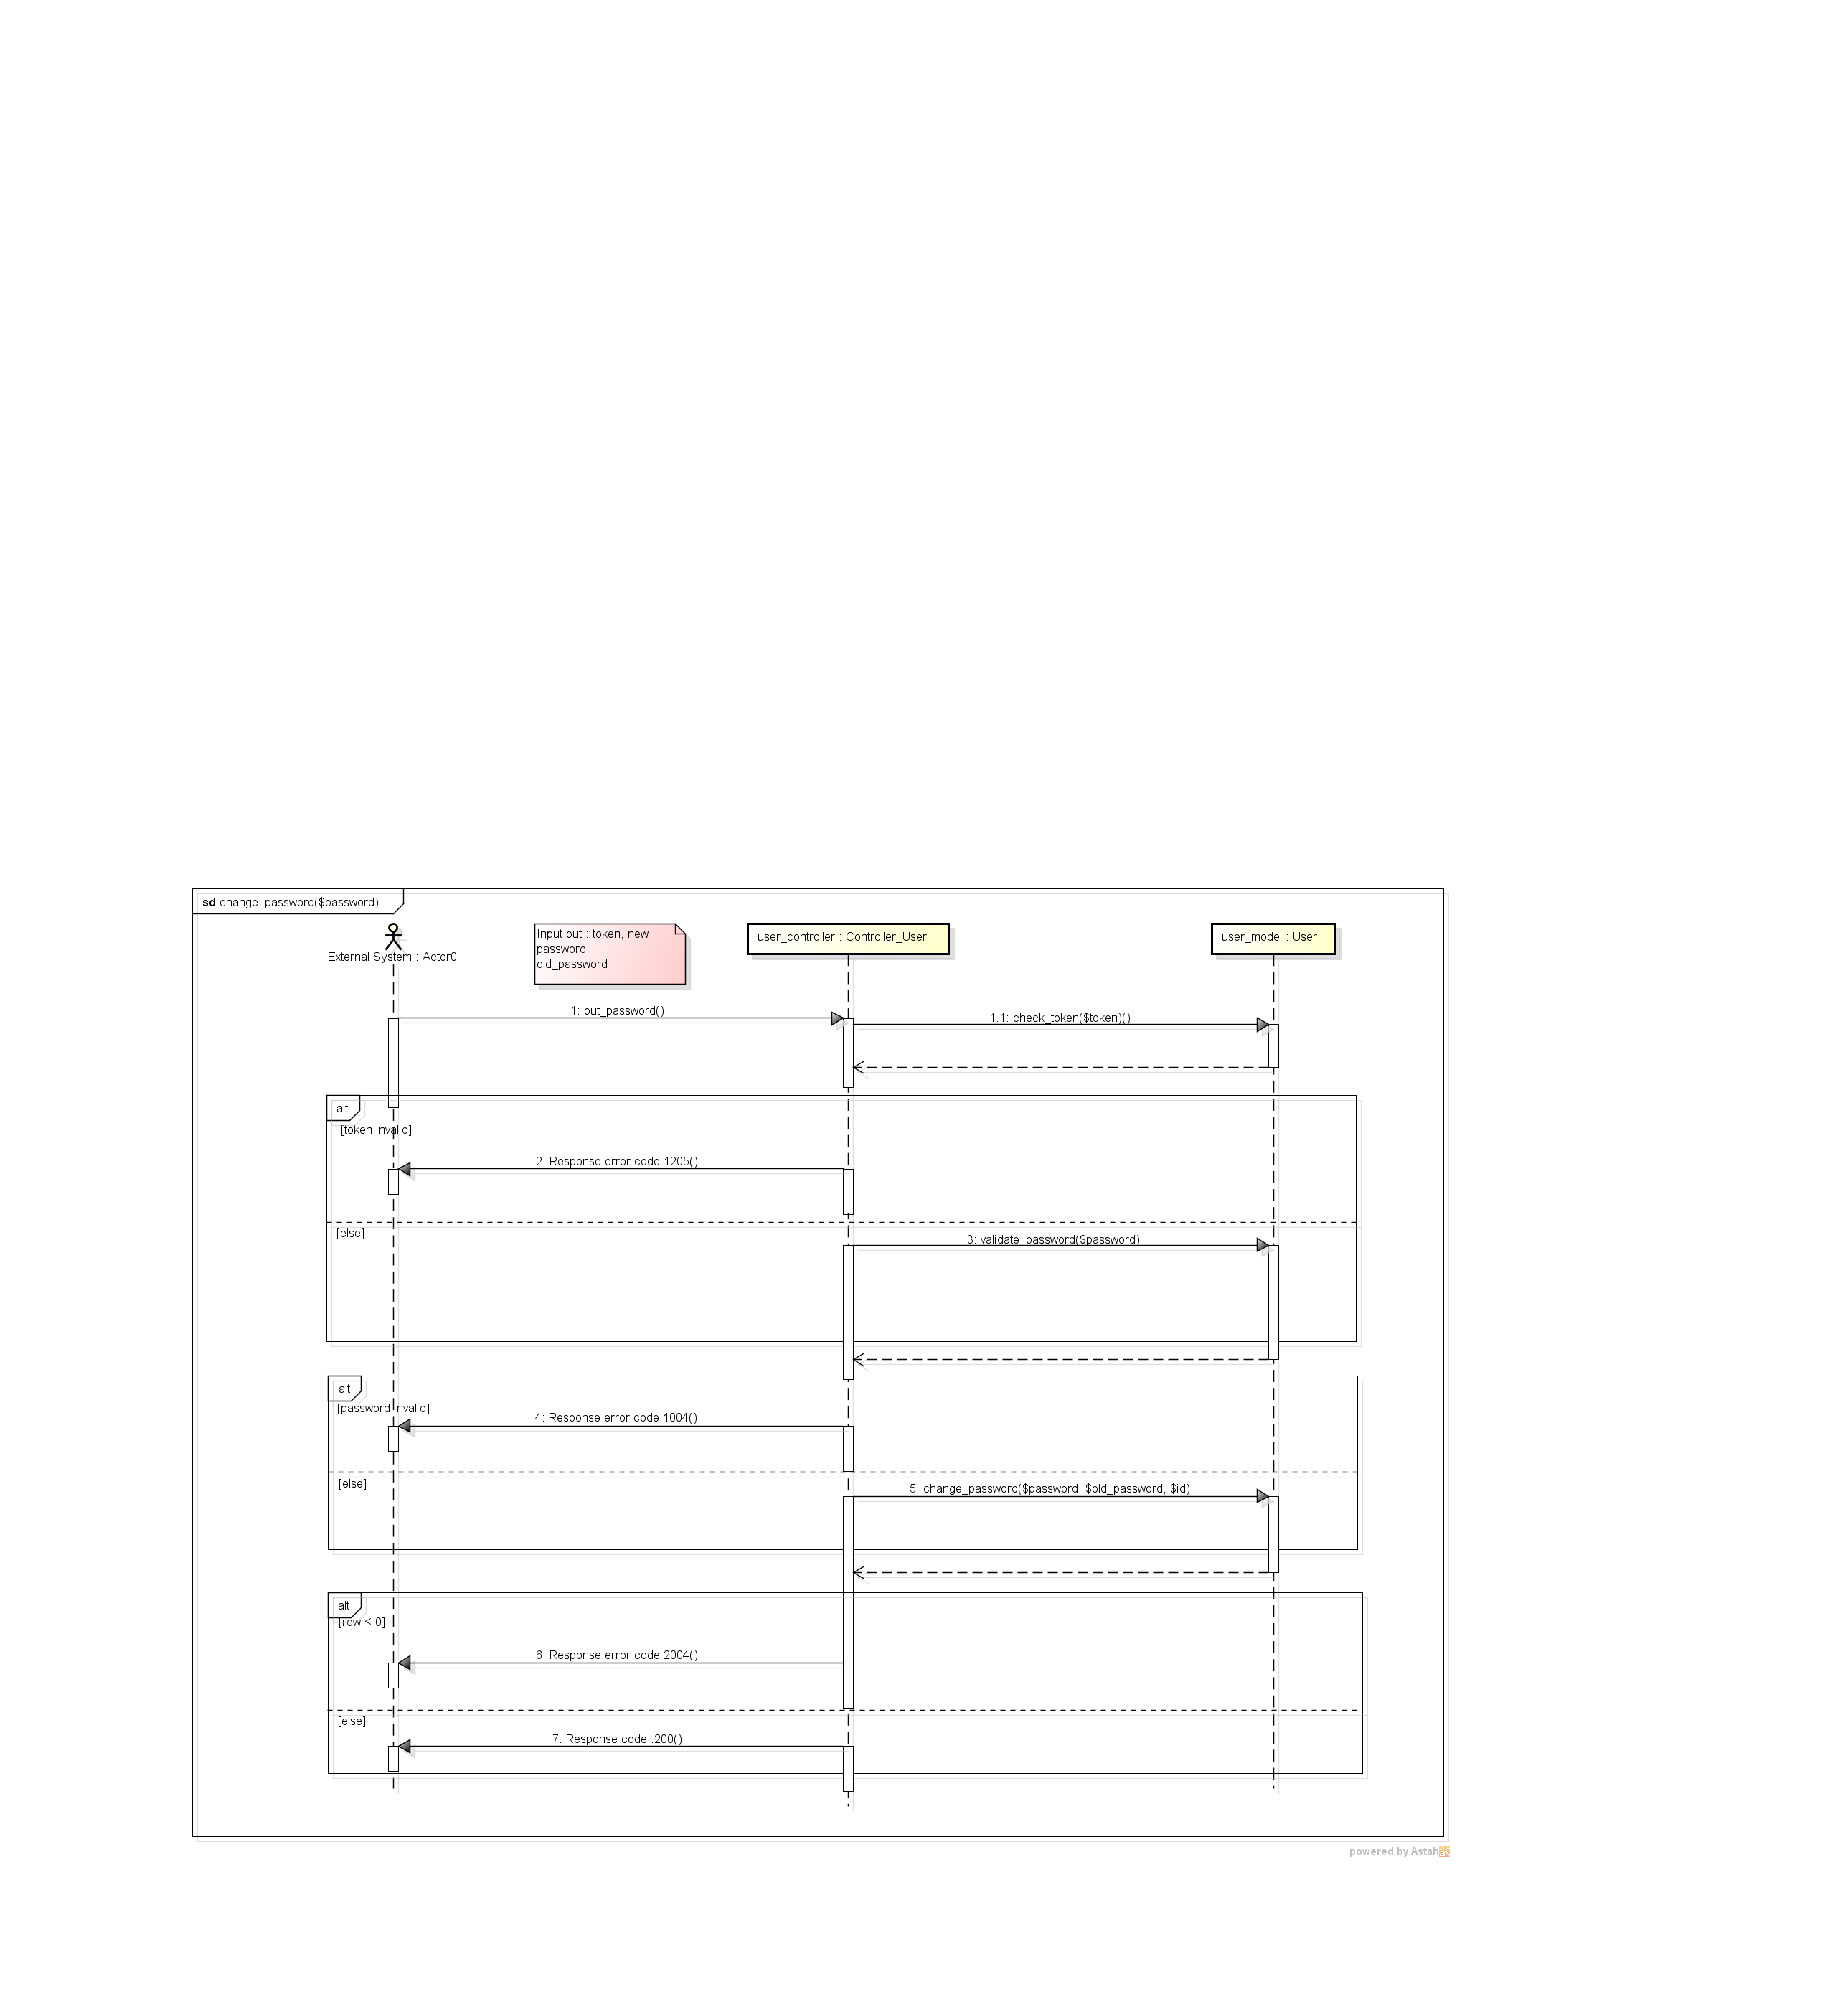 sd change_password($password)
External System : Actor0
Input put : token, new
password,
old_password
user_controller : Controller_User
user_model : User
1: put_password()
1.1: check_token($token)()
alt
[token invalid]
2: Response error code 1205()
[else]
3: validate_password($password)
alt
[password invalid]
4: Response error code 1004()
[else]
5: change_password($password, $old_password, $id)
alt
[row < 0]
6: Response error code 2004()
[else]
7: Response code :200()
powered by Astah